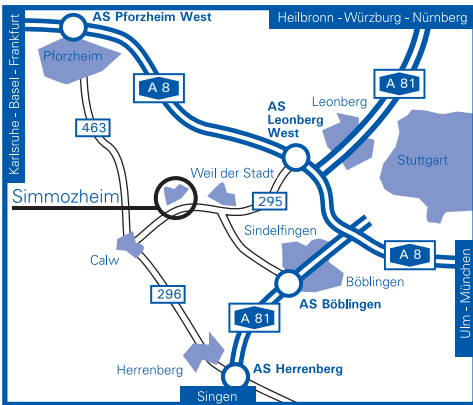 AS Pforzheim West
Heilbronn - Würzburg - Nürnberg
Karlsruhe - Basel - Frankfurt
Pforzheim
A 8
A 81
AS
Leonberg
West
Leonberg
463
Stuttgart
Weil der Stadt
Simmozheim
295
Sindelfingen
Calw
A 8
Böblingen
296
AS Böblingen
A 81
Ulm - München
Herrenberg
AS Herrenberg
Singen